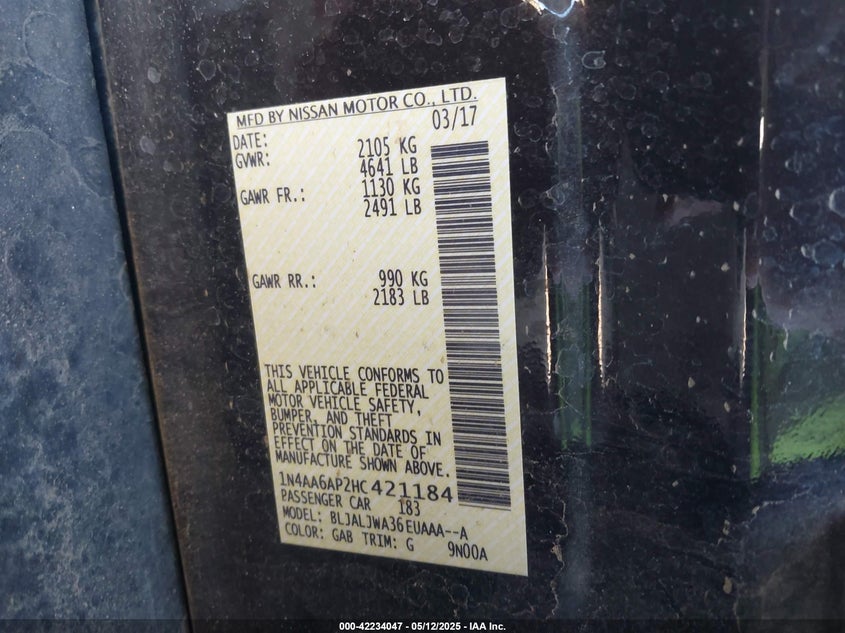 MFD BY NISSAN MOTOR CO., LTD.
DATE: 03/17
GVWR: 2105 KG
4641 LB
GAWR FR.: 1130 KG
2491 LB
GAWR RR.: 990 KG
2183 LB
THIS VEHICLE CONFORMS TO
ALL APPLICABLE FEDERAL
MOTOR VEHICLE SAFETY,
BUMPER, AND THEFT
PREVENTION STANDARDS IN
EFFECT ON THE DATE OF
MANUFACTURE SHOWN ABOVE.
1N4AA6AP2HC421184
PASSENGER CAR 183
MODEL: BLJALJWA36EUAAA--A
COLOR: GAB TRIM: G 9N00A
000-42234047 - 05/12/2025 - IAA Inc.